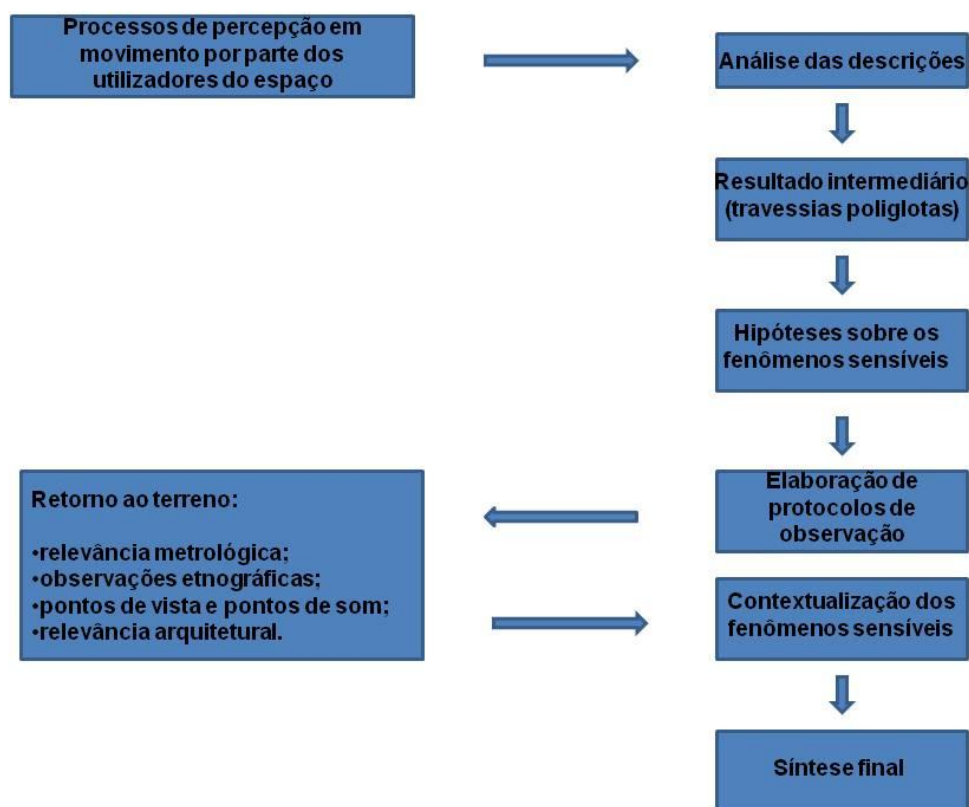 Processos de percepção em
movimento por parte dos
utilizadores do espaço
Análise das descrições
Resultado intermediário
(travessias poliglotas)
Hipóteses sobre os
fenômenos sensíveis
Elaboração de
protocolos de
observação
Retorno ao terreno:
•relevância metrológica;
•observações etnográficas;
•pontos de vista e pontos de som;
•relevância arquitetural.
Contextualização dos
fenômenos sensíveis
Síntese final